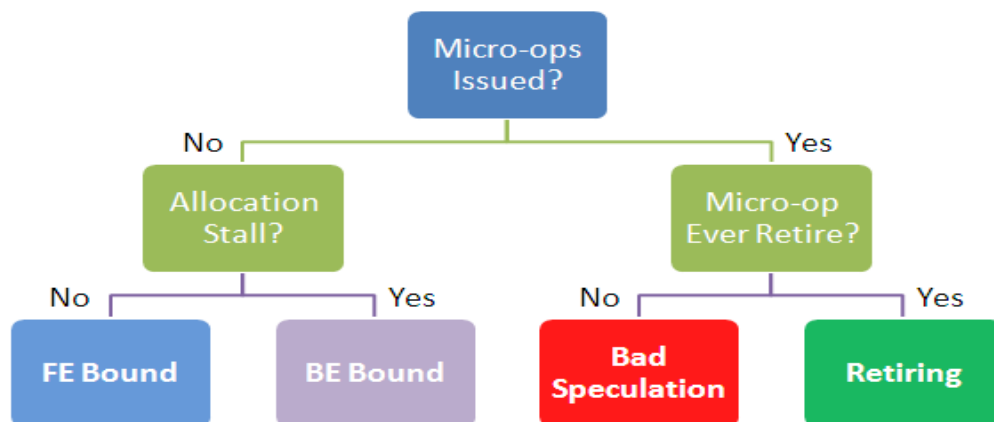 Micro-ops
Issued?
No
Yes
Allocation
Stall?
Micro-op
Ever Retire?
No
Yes
No
Yes
FE Bound
BE Bound
Bad
Speculation
Retiring